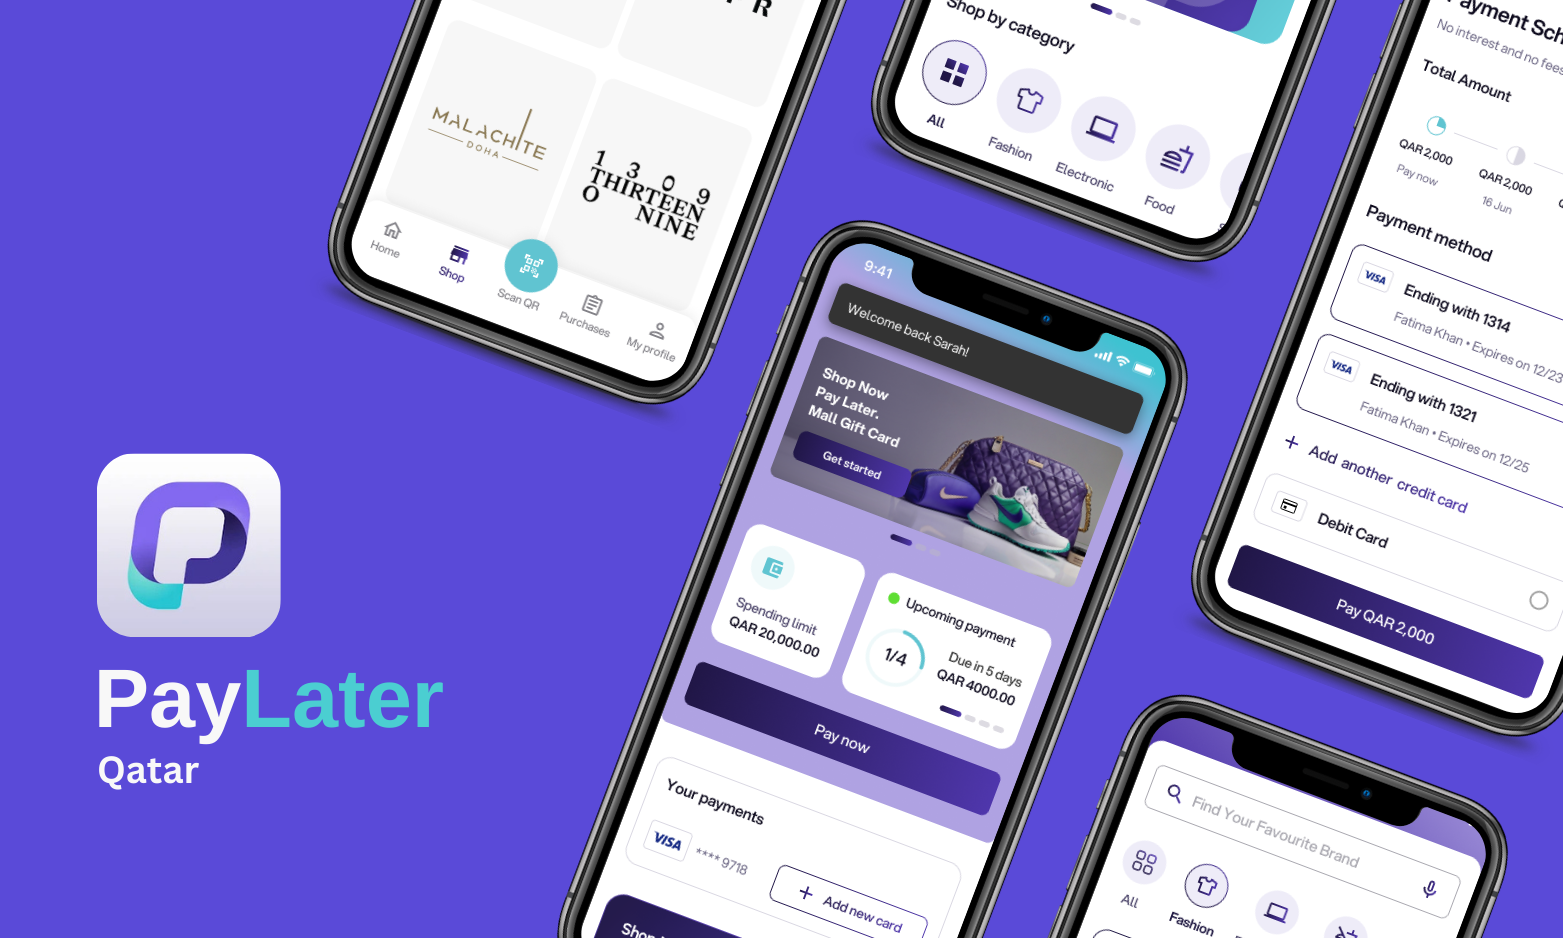 MALACHITE
DOHA
1 3 0 9
THIRTEEN
O NINE
Home
Shop
Scan QR
Purchases
My profile
Shop by category
All
Fashion
Electronic
Food
No interest and no fees
Total Amount
QAR 2,000
Pay now
QAR 2,000
16 Jun
Payment method
VISA
Ending with 1314
Fatima Khan • Expires on 12/23
VISA
Ending with 1321
Fatima Khan • Expires on 12/25
+ Add another credit card
Debit Card
Pay QAR 2,000
9:41
Welcome back Sarah!
Shop Now
Pay Later.
Mall Gift Card
Get started
Spending limit
QAR 20,000.00
Upcoming payment
1/4
Due in 5 days
QAR 4000.00
Pay now
Your payments
VISA
**** 9718
+ Add new card
Shop
PayLater
Qatar
Find Your Favourite Brand
All
Fashion